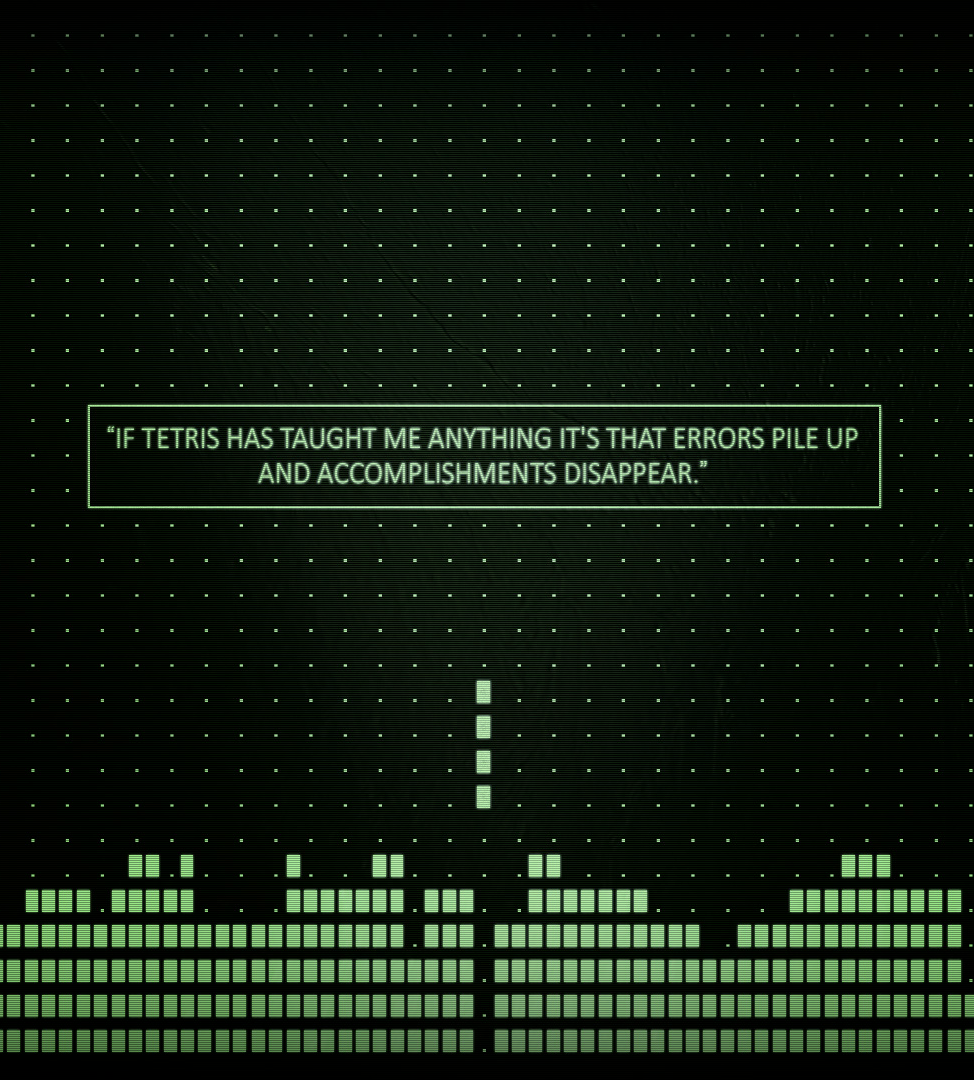 “IF TETRIS HAS TAUGHT ME ANYTHING IT'S THAT ERRORS PILE UP
AND ACCOMPLISHMENTS DISAPPEAR.”